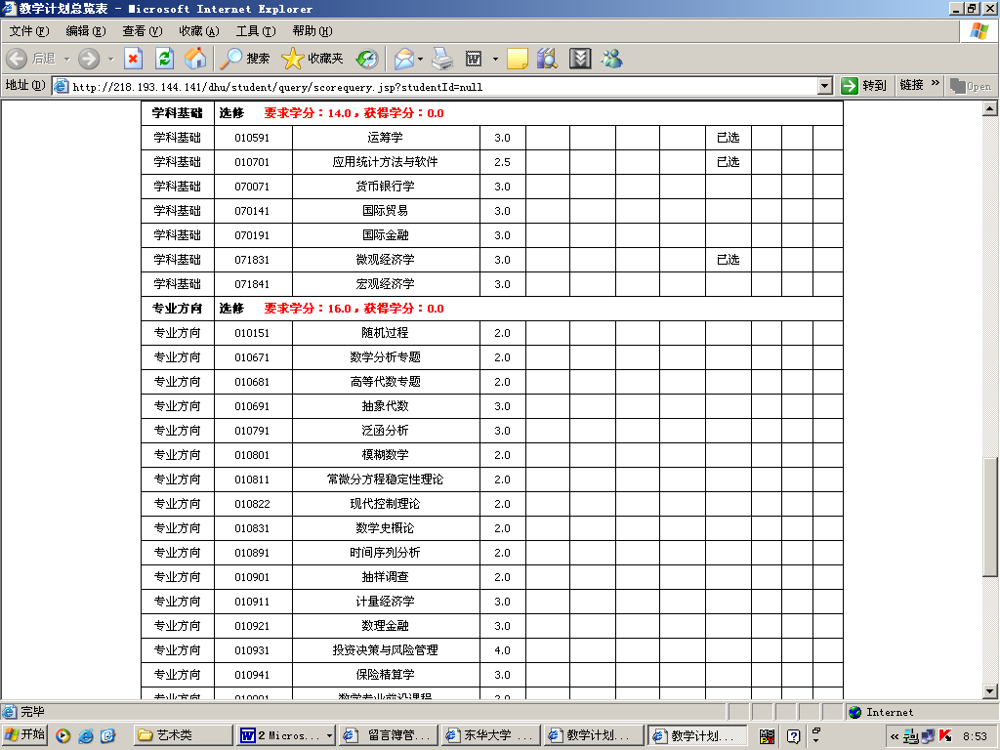 教学计划总览表 - Microsoft Internet Explorer
文件(F) 编辑(E) 查看(V) 收藏(A) 工具(T) 帮助(H)
后退 搜索 收藏夹
地址(D) http://218.193.144.141/dhu/student/query/scorequery.jsp?studentId=null 转到 链接 » Open
学科基础 选修 要求学分：14.0，获得学分：0.0
学科基础 010591 运筹学 3.0 已选
学科基础 010701 应用统计方法与软件 2.5 已选
学科基础 070071 货币银行学 3.0
学科基础 070141 国际贸易 3.0
学科基础 070191 国际金融 3.0
学科基础 071831 微观经济学 3.0 已选
学科基础 071841 宏观经济学 3.0
专业方向 选修 要求学分：16.0，获得学分：0.0
专业方向 010151 随机过程 2.0
专业方向 010671 数学分析专题 2.0
专业方向 010681 高等代数专题 2.0
专业方向 010691 抽象代数 3.0
专业方向 010791 泛函分析 3.0
专业方向 010801 模糊数学 2.0
专业方向 010811 常微分方程稳定性理论 2.0
专业方向 010822 现代控制理论 2.0
专业方向 010831 数学史概论 2.0
专业方向 010891 时间序列分析 2.0
专业方向 010901 抽样调查 2.0
专业方向 010911 计量经济学 3.0
专业方向 010921 数理金融 3.0
专业方向 010931 投资决策与风险管理 4.0
专业方向 010941 保险精算学 3.0
完毕 Internet
开始 艺术类 2 Micros... 留言簿管... 东华大学 ... 教学计划... 教学计划... « 8:53